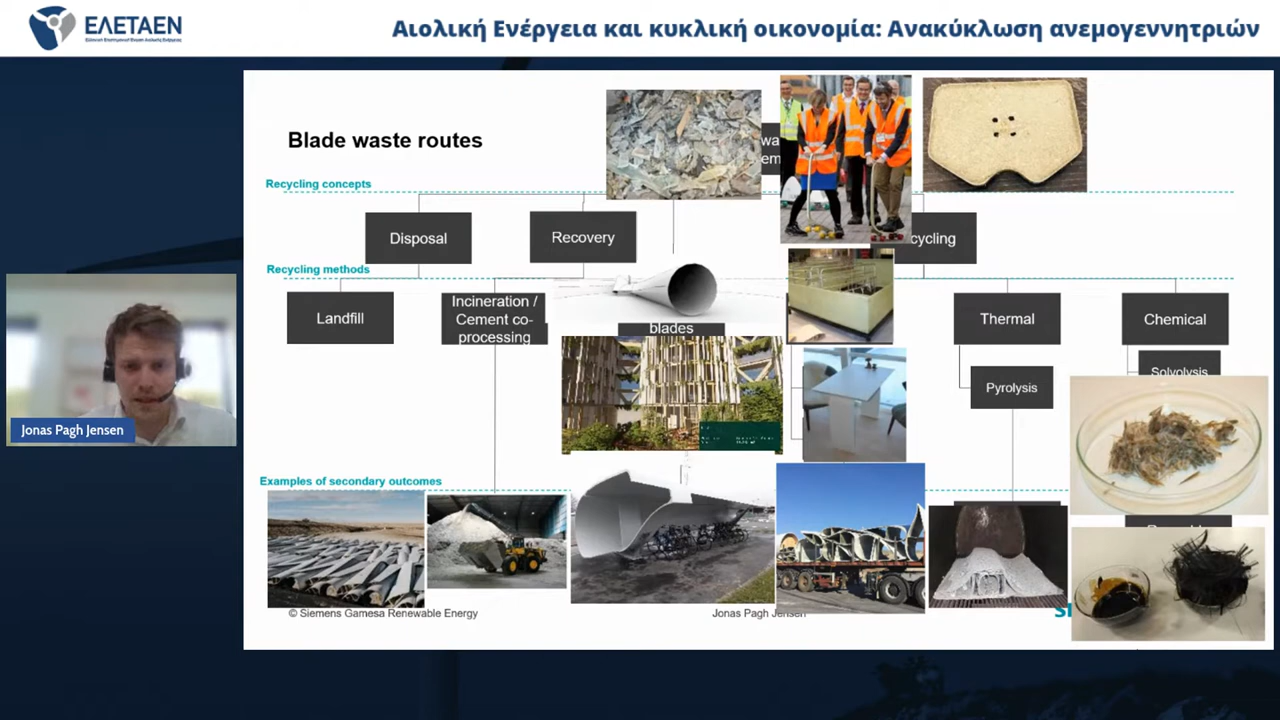 ΕΛΕΤΑΕΝ
Αιολική Ενέργεια και κυκλική οικονομία: Ανακύκλωση ανεμογεννητριών
Blade waste routes
wa
em
Recycling concepts
Disposal
Recovery
cycling
Recycling methods
Landfill
Incineration /
Cement co-
processing
blades
Thermal
Chemical
Pyrolysis
Solvolysis
Jonas Pagh Jensen
Examples of secondary outcomes
© Siemens Gamesa Renewable Energy
Jonas Pagh Jensen